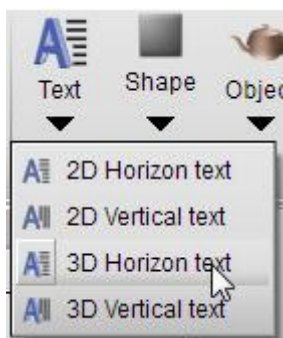 Text Shape Objec
2D Horizon text
2D Vertical text
3D Horizon text
3D Vertical text